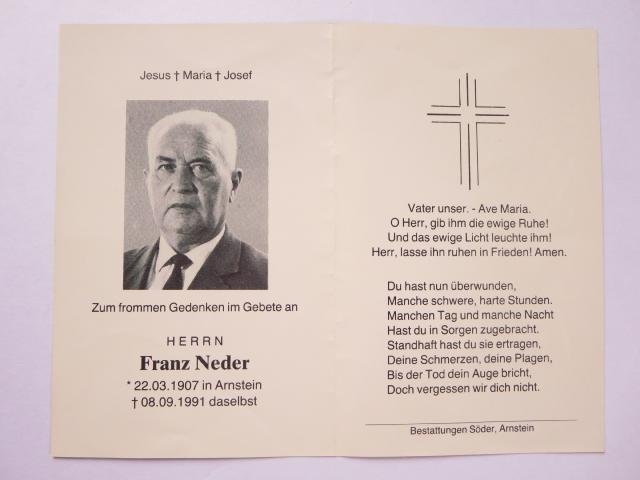 Jesus † Maria † Josef
Zum frommen Gedenken im Gebete an
HERRN
Franz Neder
* 22.03.1907 in Arnstein
† 08.09.1991 daselbst
Vater unser. - Ave Maria.
O Herr, gib ihm die ewige Ruhe!
Und das ewige Licht leuchte ihm!
Herr, lasse ihn ruhen in Frieden! Amen.
Du hast nun überwunden,
Manche schwere, harte Stunden.
Manchen Tag und manche Nacht
Hast du in Sorgen zugebracht.
Standhaft hast du sie ertragen,
Deine Schmerzen, deine Plagen,
Bis der Tod dein Auge bricht,
Doch vergessen wir dich nicht.
Bestattungen Söder, Arnstein